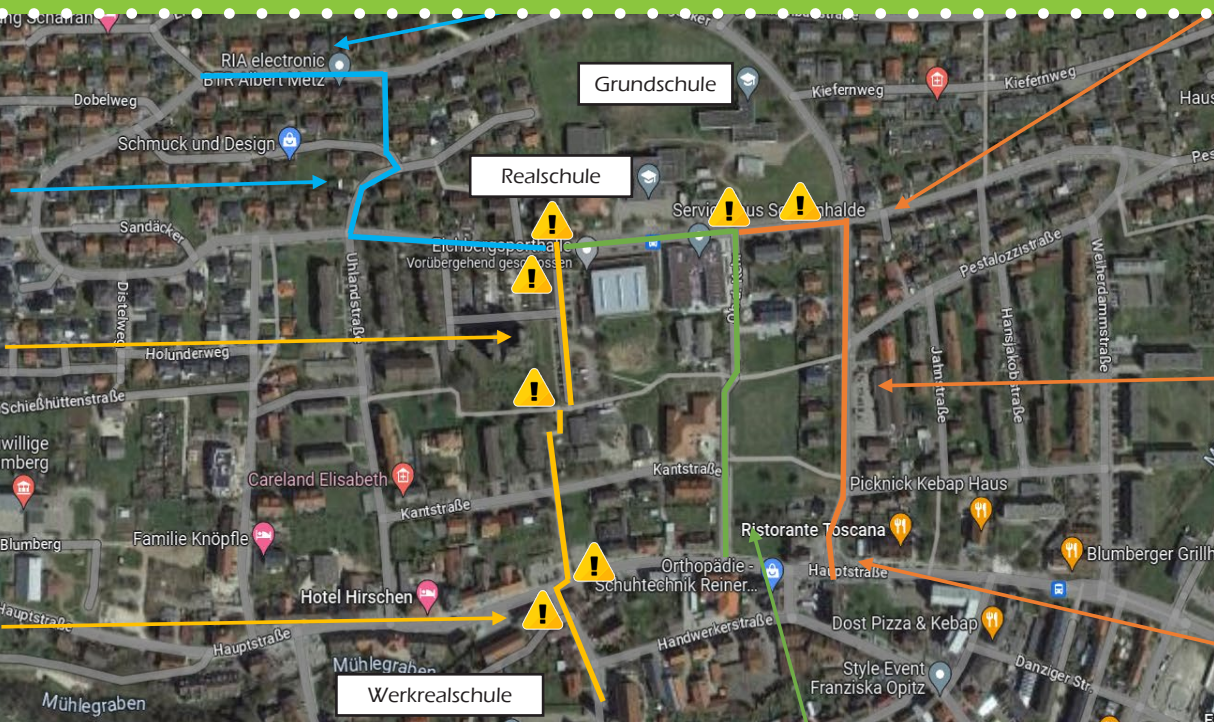 RIA electronic
BTR Albert Metz
Dobelweg
Schmuck und Design
Sandäcker
Grundschule
Kiefernweg
Kiefernweg
Haus
Realschule
Eichbergsporthalle
Vorübergehend geschlossen
Pestalozzistraße
Weiherdammstraße
Hansjakobstraße
Jahnstraße
Uhlandstraße
Distelweg
Holunderweg
Schießhüttenstraße
Careland Elisabeth
Kantstraße
Kantstraße
Picknick Kebap Haus
Familie Knöpfle
Blumberg
Ristorante Toscana
Orthopädie -
Schuhtechnik Reiner...
Hauptstraße
Blumberger Grillh
Hotel Hirschen
Hauptstraße
Hauptstraße
Handwerkerstraße
Dost Pizza & Kebap
Danziger Str.
Style Event
Franziska Opitz
Mühlegraben
Mühlegraben
Werkrealschule